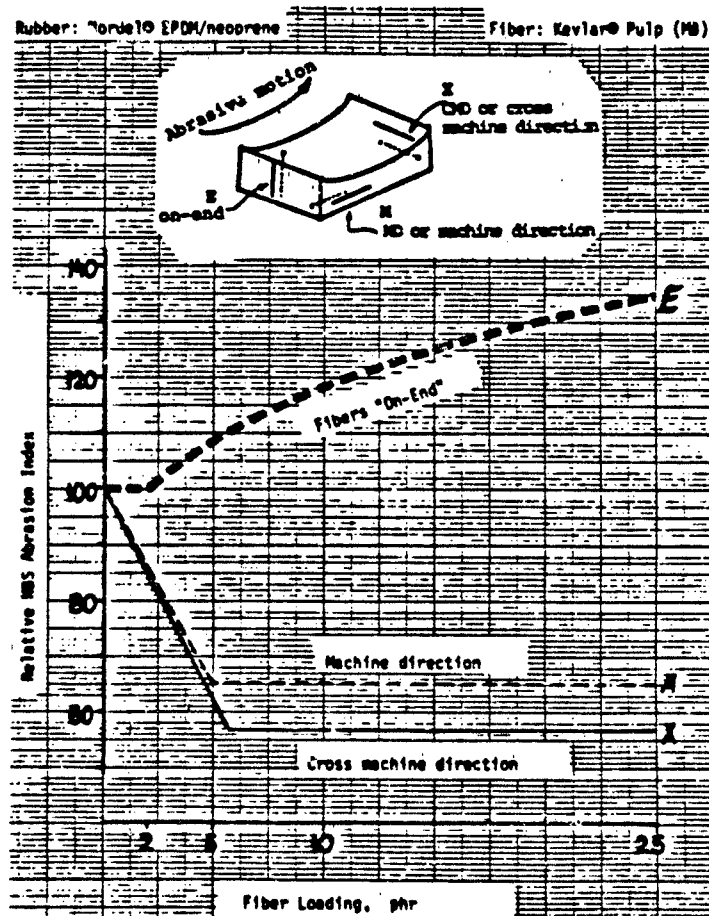 Rubber: Nordel® EPDM/neoprene
Fiber: Kevlar® Pulp (M8)
Abrasive motion
X
CMD or cross
machine direction
E
on-end
M
MD or machine direction
140
E
120
Fibers "On-End"
100
Relative NBS Abrasion Index
80
Machine direction
M
60
X
Cross machine direction
2
5
10
25
Fiber Loading, phr